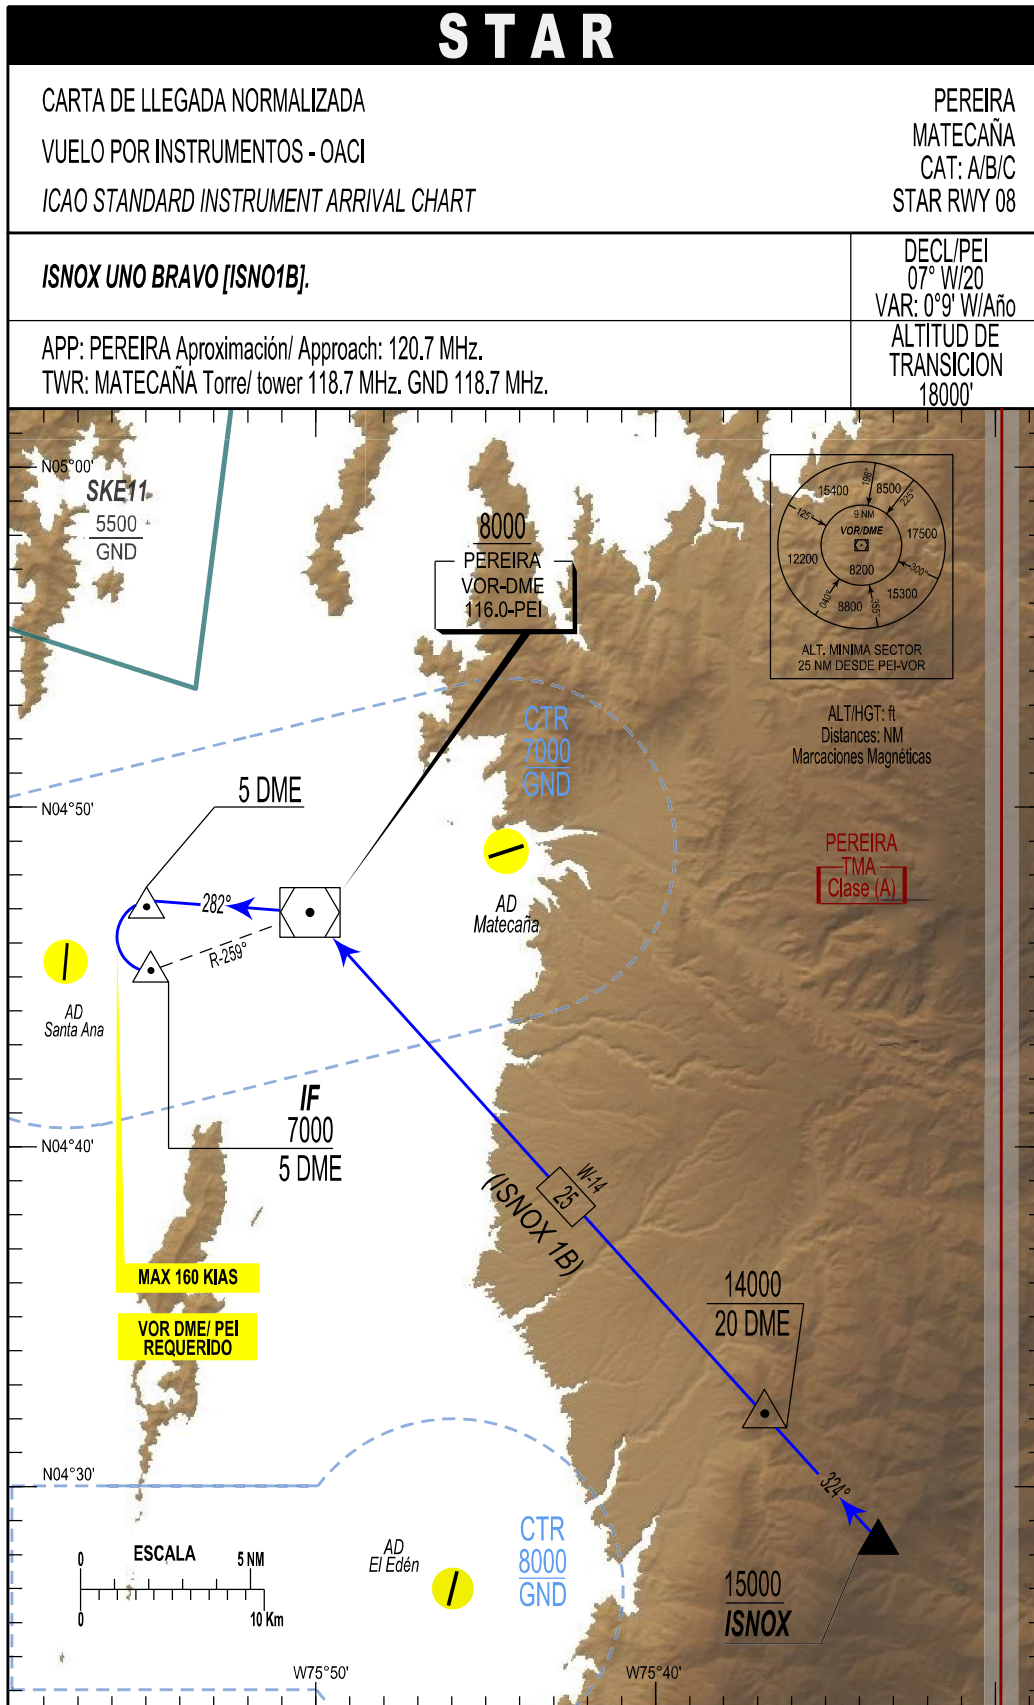 STAR
CARTA DE LLEGADA NORMALIZADA
VUELO POR INSTRUMENTOS - OACI
ICAO STANDARD INSTRUMENT ARRIVAL CHART
PEREIRA
MATECAÑA
CAT: A/B/C
STAR RWY 08
ISNOX UNO BRAVO [ISNO1B].
DECL/PEI
07° W/20
VAR: 0°9' W/Año
APP: PEREIRA Aproximación/ Approach: 120.7 MHz.
TWR: MATECAÑA Torre/ tower 118.7 MHz. GND 118.7 MHz.
ALTITUD DE
TRANSICION
18000'
N05°00'
SKE11
5500
GND
8000
PEREIRA
VOR-DME
116.0-PEI
15400
196°
8500
225°
125°
9 NM
VOR/DME
17500
12200
8200
300°
15300
040°
8800
355°
ALT. MINIMA SECTOR
25 NM DESDE PEI-VOR
ALT/HGT: ft
Distances: NM
Marcaciones Magnéticas
CTR
7000
GND
N04°50'
5 DME
PEREIRA
TMA
Clase (A)
282°
AD
Matecaña
R-259°
AD
Santa Ana
IF
7000
5 DME
N04°40'
W-14
25
(ISNOX 1B)
MAX 160 KIAS
VOR DME/ PEI
REQUERIDO
14000
20 DME
N04°30'
324°
CTR
8000
GND
AD
El Edén
ESCALA
0
5 NM
0
10 Km
15000
ISNOX
W75°50'
W75°40'